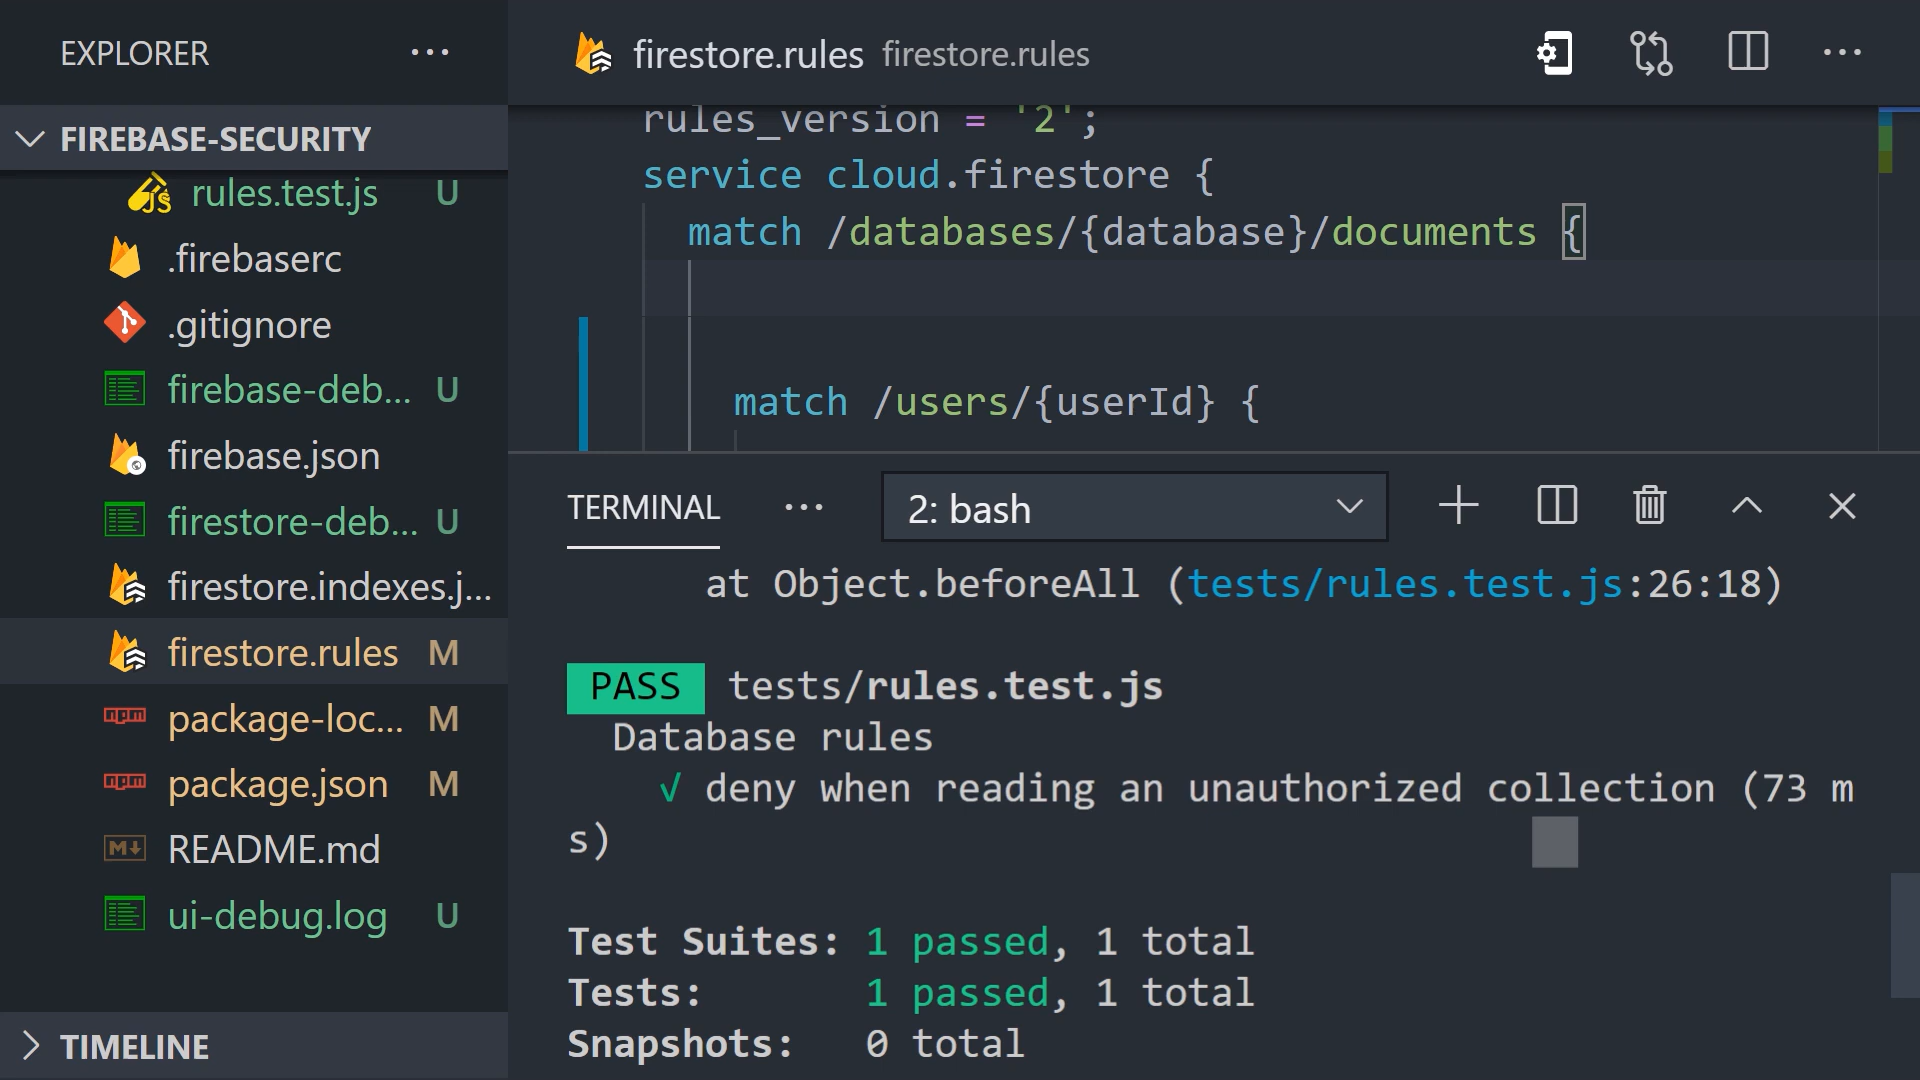 EXPLORER
FIREBASE-SECURITY
rules.test.js U
.firebaserc
.gitignore
firebase-deb... U
firebase.json
firestore-deb... U
firestore.indexes.j...
firestore.rules M
package-loc... M
package.json M
README.md
ui-debug.log U
TIMELINE
firestore.rules firestore.rules
rules_version = '2';
service cloud.firestore {
match /databases/{database}/documents {
match /users/{userId} {
TERMINAL
2: bash
at Object.beforeAll (tests/rules.test.js:26:18)
PASS tests/rules.test.js
Database rules
√ deny when reading an unauthorized collection (73 m
s)
Test Suites: 1 passed, 1 total
Tests: 1 passed, 1 total
Snapshots: 0 total